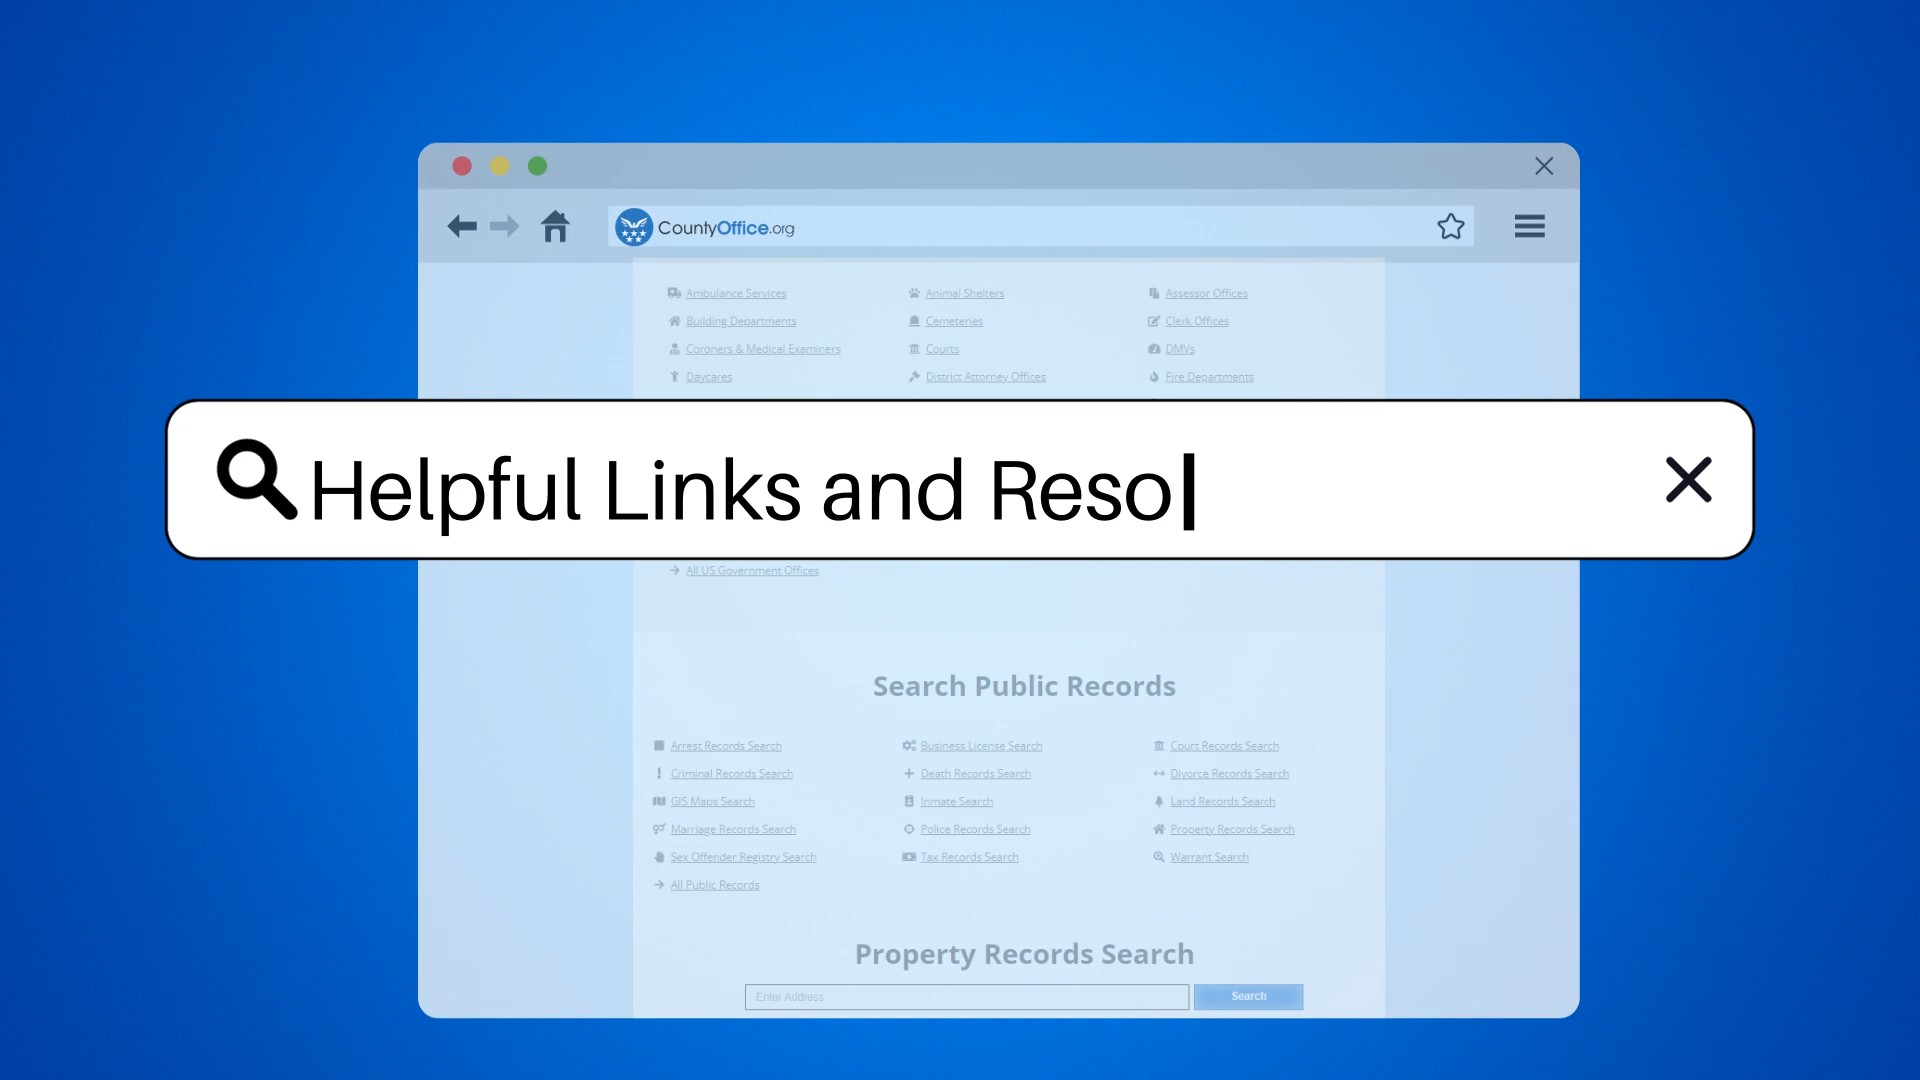 CountyOffice.org
Ambulance Services Animal Shelters Assessor Offices
Building Departments Cemeteries Clerk Offices
Coroners & Medical Examiners Courts DMVs
Daycares District Attorney Offices Fire Departments
Helpful Links and Reso
All US Government Offices
Search Public Records
Arrest Records Search Business License Search Court Records Search
Criminal Records Search Death Records Search Divorce Records Search
GIS Maps Search Inmate Search Land Records Search
Marriage Records Search Police Records Search Property Records Search
Sex Offender Registry Search Tax Records Search Warrant Search
All Public Records
Property Records Search
Enter Address Search